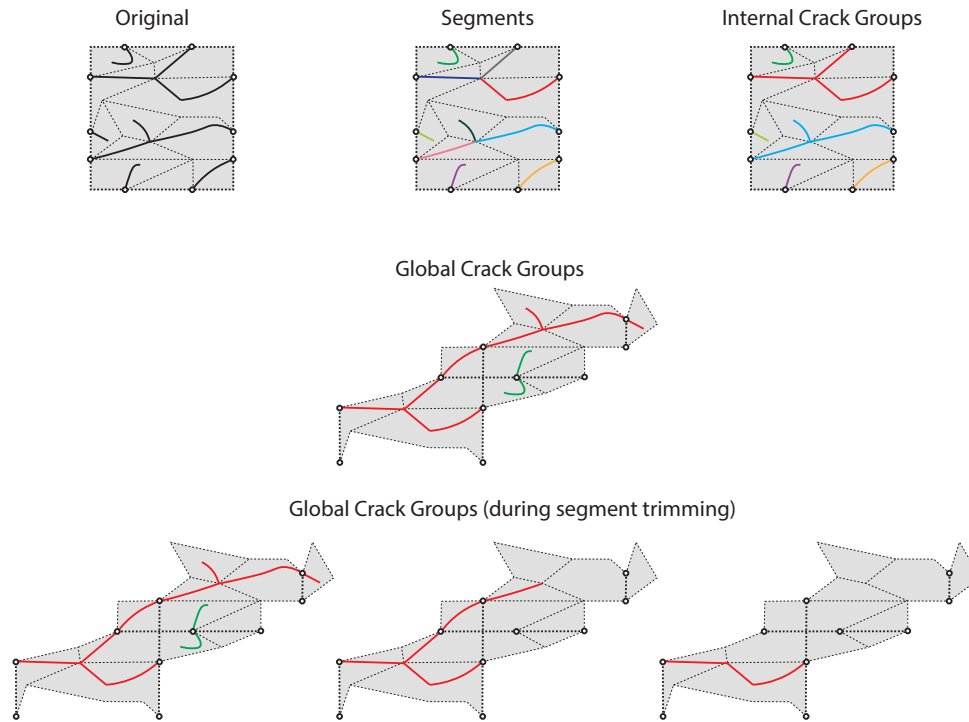 Original
Segments
Internal Crack Groups
Global Crack Groups
Global Crack Groups (during segment trimming)